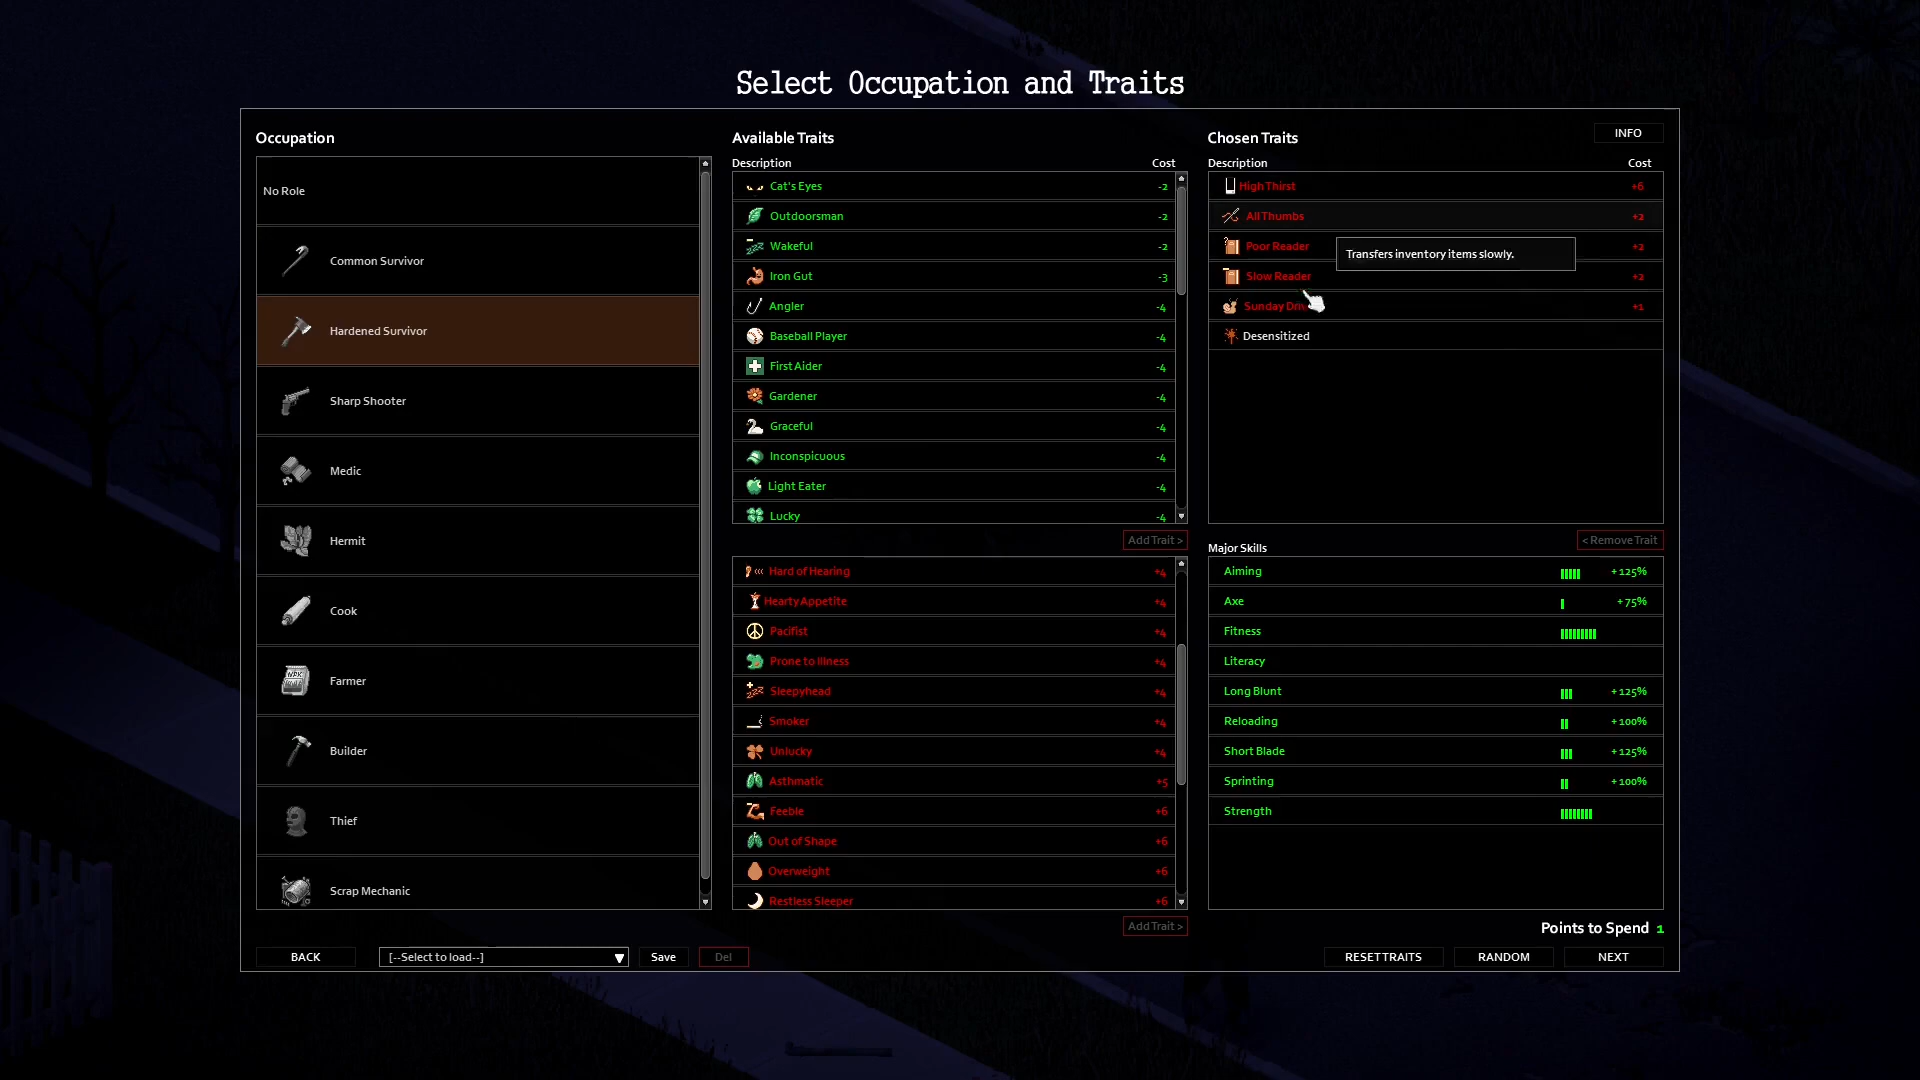 Select Occupation and Traits
Occupation
No Role
Common Survivor
Hardened Survivor
Sharp Shooter
Medic
Hermit
Cook
Farmer
Builder
Thief
Scrap Mechanic
Available Traits
Description Cost
Cat's Eyes -2
Outdoorsman -2
Wakeful -2
Iron Gut -3
Angler -4
Baseball Player -4
First Aider -4
Gardener -4
Graceful -4
Inconspicuous -4
Light Eater -4
Lucky -4
Add Trait >
Hard of Hearing +4
Hearty Appetite +4
Pacifist +4
Prone to Illness +4
Sleepyhead +4
Smoker +4
Unlucky +4
Asthmatic +5
Feeble +6
Out of Shape +6
Overweight +6
Restless Sleeper +6
Add Trait >
Chosen Traits
INFO
Description Cost
High Thirst +6
All Thumbs +2
Poor Reader +2
Transfers inventory items slowly.
Slow Reader +2
Sunday +1
Desensitized
< Remove Trait
Major Skills
Aiming +125%
Axe +75%
Fitness
Literacy
Long Blunt +125%
Reloading +100%
Short Blade +125%
Sprinting +100%
Strength
Points to Spend 1
BACK
[--Select to load--]
Save
Del
RESET TRAITS
RANDOM
NEXT